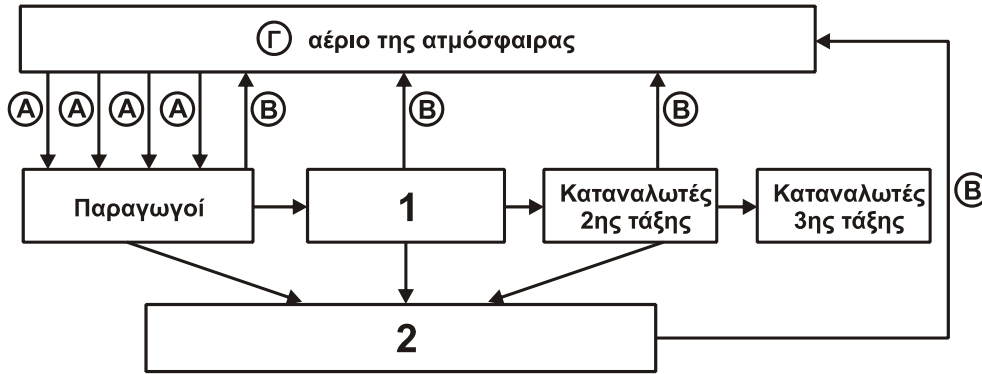 Γ αέριο της ατμόσφαιρας
Α Α Α Α Β Β Β
Παραγωγοί
1
Καταναλωτές
2ης τάξης
Καταναλωτές
3ης τάξης
Β
2